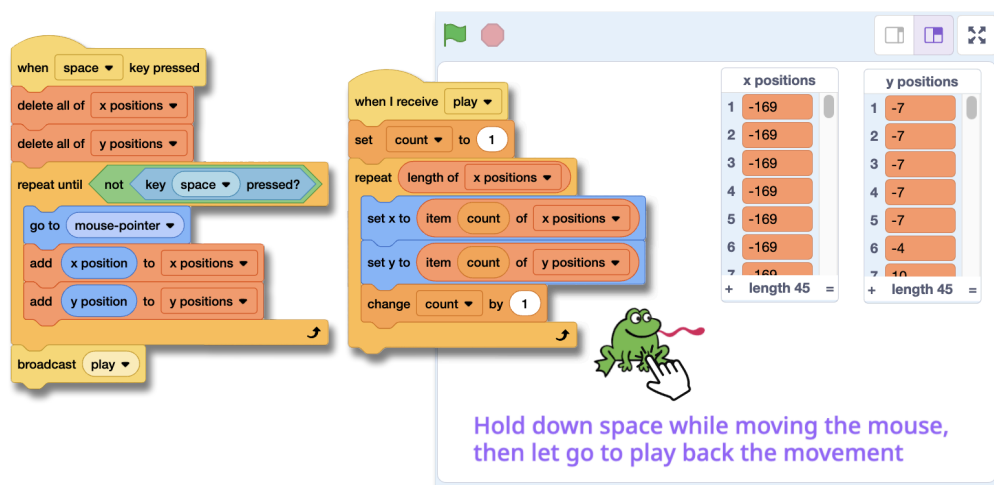 when space key pressed
delete all of x positions
delete all of y positions
repeat until not key space pressed?
go to mouse-pointer
add x position to x positions
add y position to y positions
broadcast play
when I receive play
set count to 1
repeat length of x positions
set x to item count of x positions
set y to item count of y positions
change count by 1
x positions
1 -169
2 -169
3 -169
4 -169
5 -169
6 -169
7 -169
+ length 45 =
y positions
1 -7
2 -7
3 -7
4 -7
5 -7
6 -4
7 10
+ length 45 =
Hold down space while moving the mouse,
then let go to play back the movement